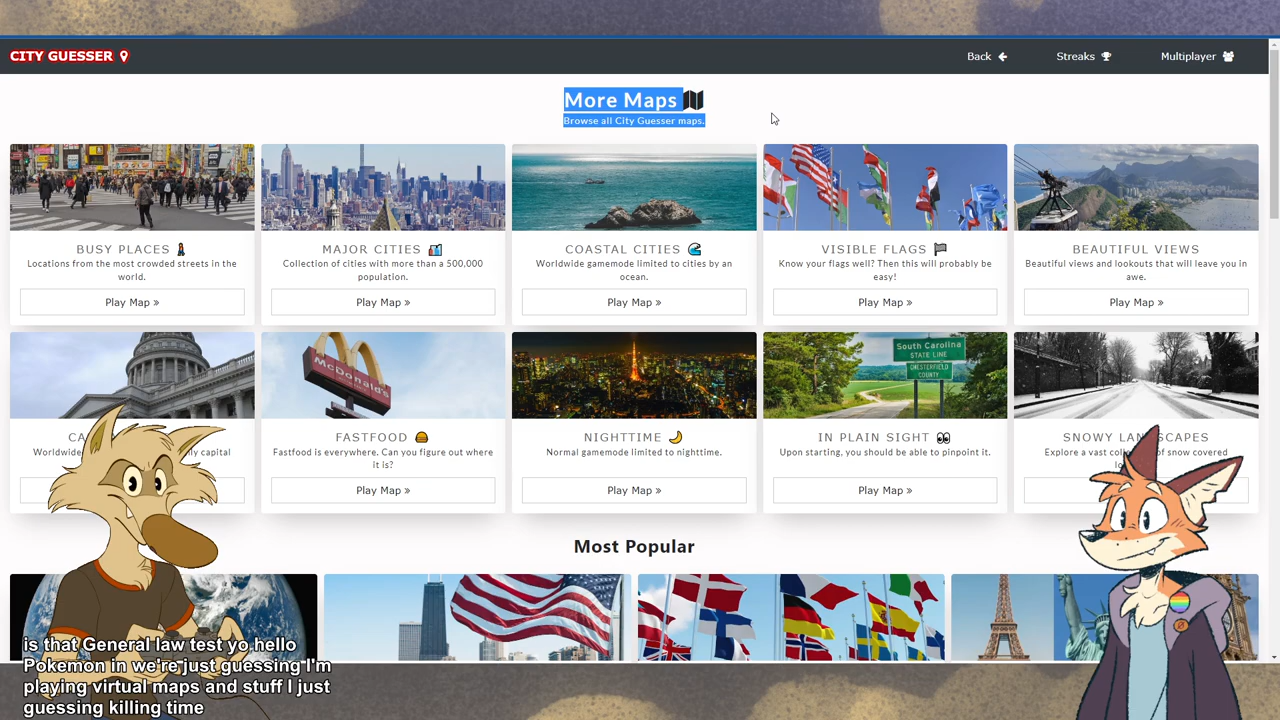 CITY GUESSER
Back
Streaks
Multiplayer
More Maps
Browse all City Guesser maps.
BUSY PLACES
Locations from the most crowded streets in the
world.
Play Map »
MAJOR CITIES
Collection of cities with more than a 500,000
population.
Play Map »
COASTAL CITIES
Worldwide gamemode limited to cities by an
ocean.
Play Map »
VISIBLE FLAGS
Know your flags well? Then this will probably be
easy!
Play Map »
BEAUTIFUL VIEWS
Beautiful views and lookouts that will leave you in
awe.
Play Map »
McDonald's
South Carolina
STATE LINE
CHESTERFIELD
COUNTY
Worldwide
capital
FASTFOOD
Fastfood is everywhere. Can you figure out where
it is?
Play Map »
NIGHTTIME
Normal gamemode limited to nighttime.
Play Map »
IN PLAIN SIGHT
Upon starting, you should be able to pinpoint it.
Play Map »
SNOWY LAN SCAPES
Explore a vast of snow covered
Most Popular
is that General law test yo hello
Pokemon in we're just guessing I'm
playing virtual maps and stuff I just
guessing killing time